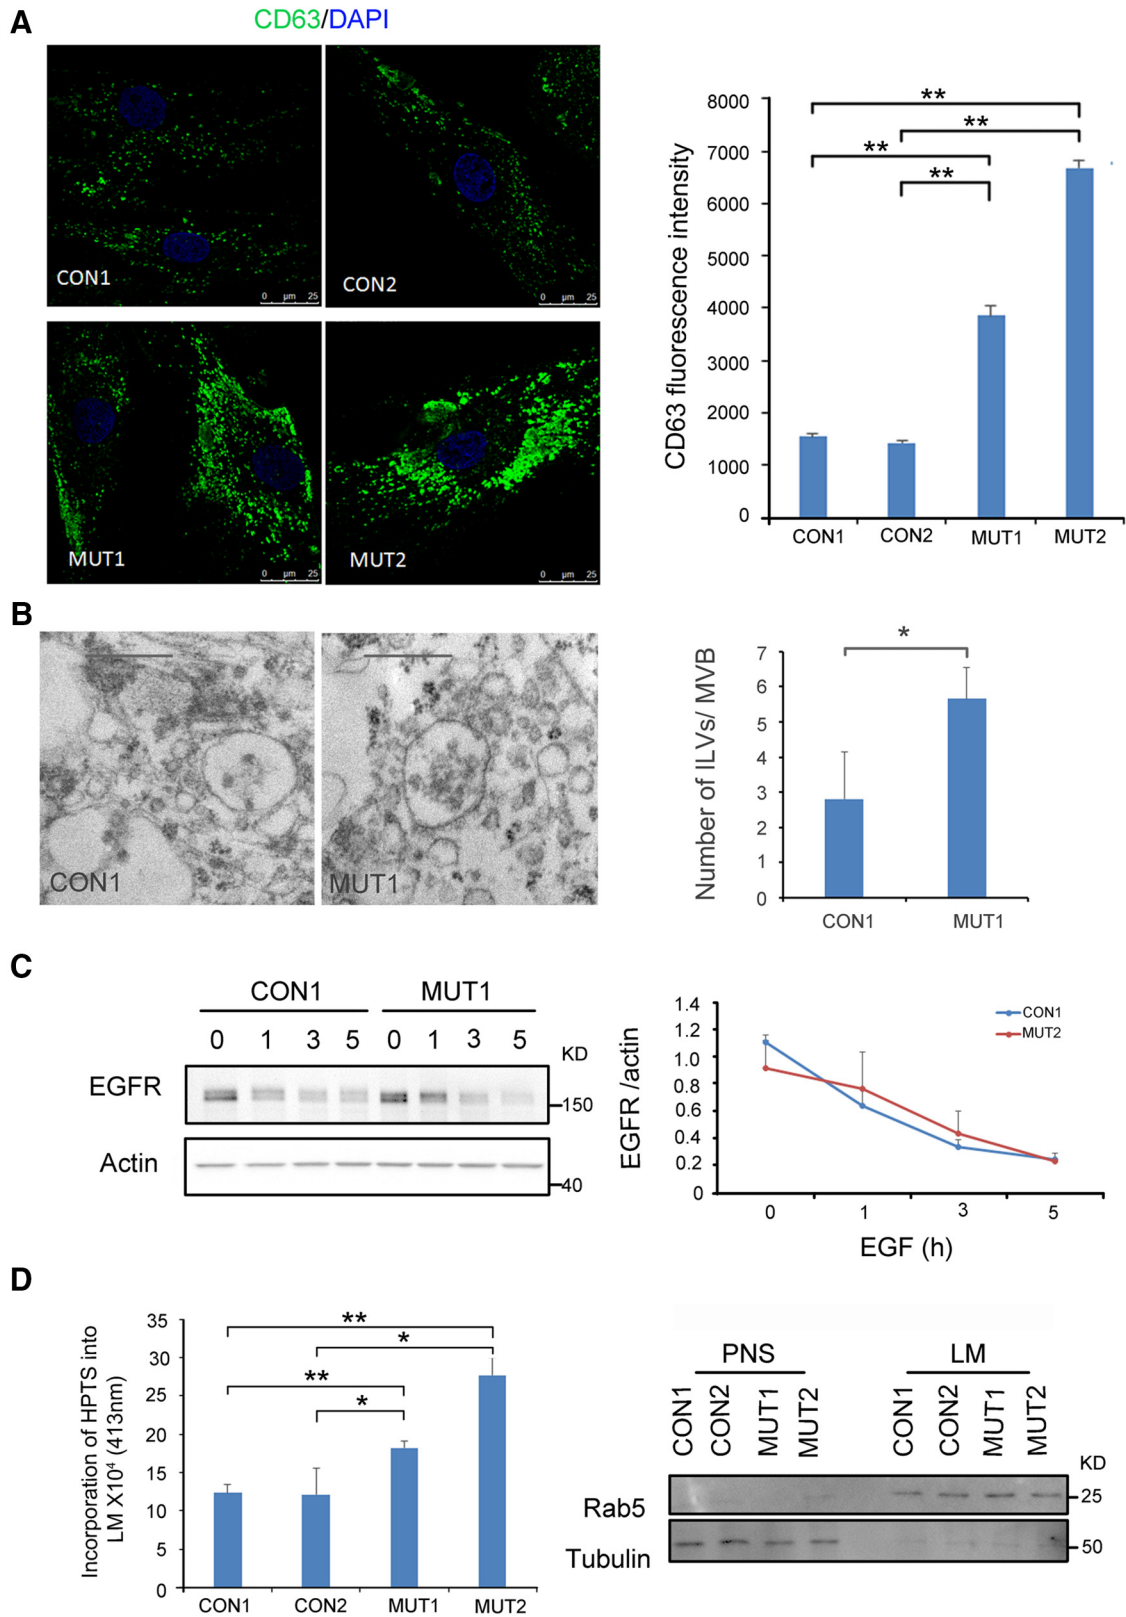 A
CD63/DAPI
CON1
0 µm 25
CON2
0 µm 25
MUT1
0 µm 25
MUT2
0 µm 25
CD63 fluorescence intensity
8000
7000
6000
5000
4000
3000
2000
1000
0
**
**
**
**
CON1 CON2 MUT1 MUT2
B
CON1
MUT1
Number of ILVs/ MVB
7
6
5
4
3
2
1
0
*
CON1 MUT1
C
CON1 MUT1
0 1 3 5 0 1 3 5
KD
EGFR
150
Actin
40
EGFR /actin
1.4
1.2
1.0
0.8
0.6
0.4
0.2
0
CON1
MUT2
0 1 3 5
EGF (h)
D
Incorporation of HPTS into
LM X10⁴ (413nm)
35
30
25
20
15
10
5
0
**
*
**
*
CON1 CON2 MUT1 MUT2
PNS LM
CON1 CON2 MUT1 MUT2 CON1 CON2 MUT1 MUT2
KD
Rab5
25
Tubulin
50